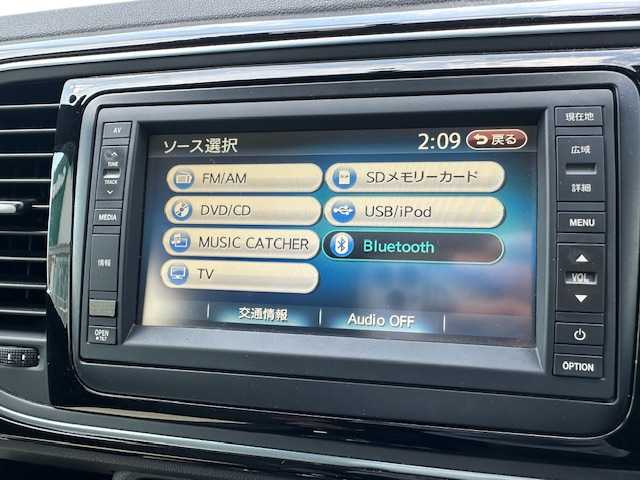 AV
TUNE
TRACK
MEDIA
情報
OPEN
ソース選択
2:09
戻る
FM/AM
SDメモリーカード
DVD/CD
USB/iPod
MUSIC CATCHER
Bluetooth
TV
交通情報
Audio OFF
現在地
広域
詳細
MENU
VOL
OPTION